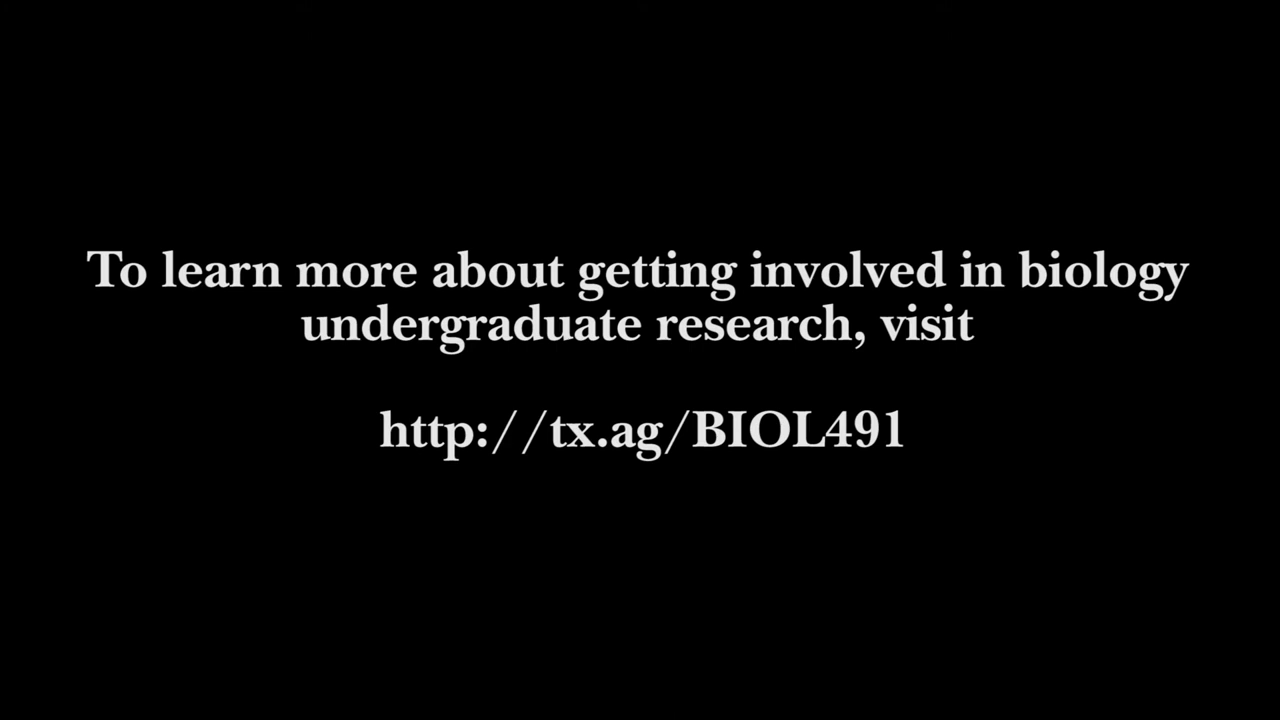 To learn more about getting involved in biology
undergraduate research, visit
http://tx.ag/BIOL491